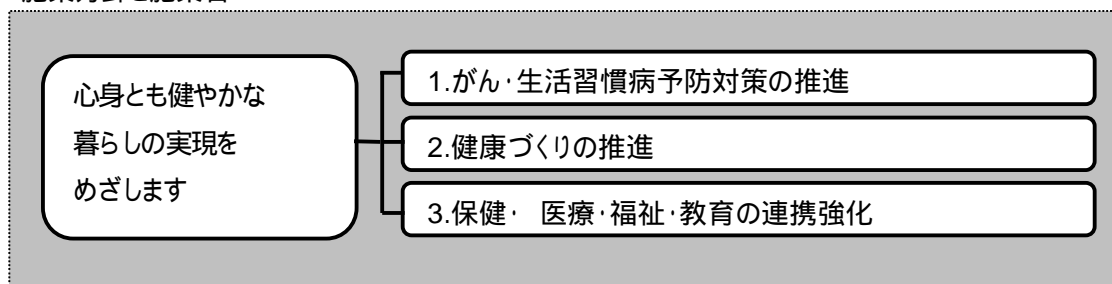 心身とも健やかな
暮らしの実現を
めざします
1.がん・生活習慣病予防対策の推進
2.健康づくりの推進
3.保健・ 医療・福祉・教育の連携強化